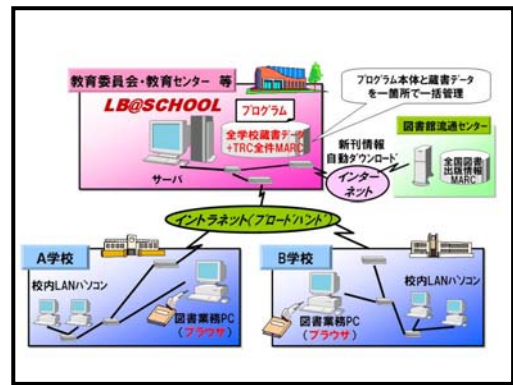 教育委員会・教育センター 等
LB@SCHOOL
プログラム
全学校蔵書データ
+TRC全件MARC
サーバ
プログラム本体と蔵書データ
を一箇所で一括管理
新刊情報
自動ダウンロード
インター
ネット
図書館流通センター
全国図書
出版情報
MARC
イントラネット(ブロードバンド)
A学校
校内LANパソコン
図書業務PC
(ブラウザ)
B学校
図書業務PC
(ブラウザ)
校内LANパソコン